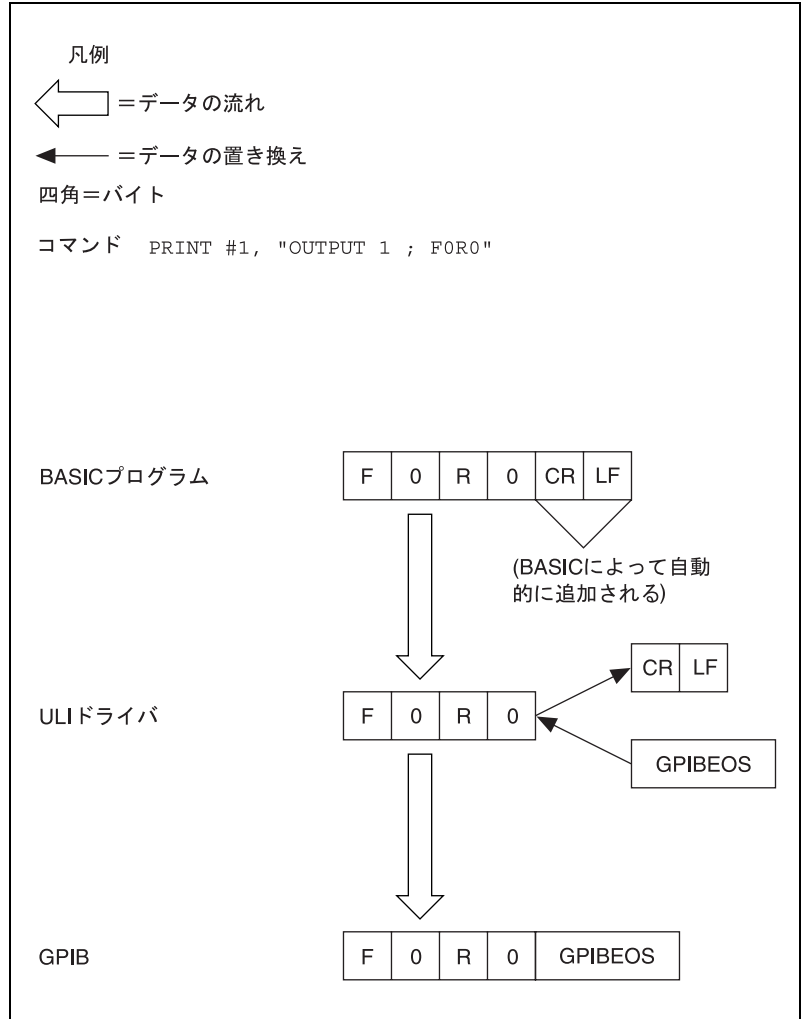 凡例
＝データの流れ
＝データの置き換え
四角＝バイト
コマンド PRINT #1, "OUTPUT 1 ; F0R0"
BASICプログラム F 0 R 0 CR LF
(BASICによって自動
的に追加される)
CR LF
ULIドライバ F 0 R 0
GPIBEOS
GPIB F 0 R 0 GPIBEOS